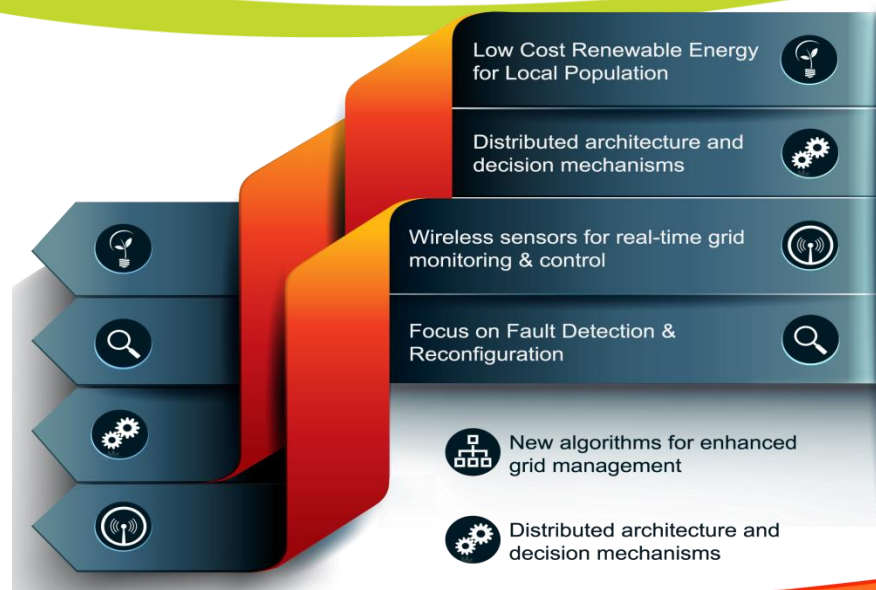 Low Cost Renewable Energy
for Local Population
Distributed architecture and
decision mechanisms
Wireless sensors for real-time grid
monitoring & control
Focus on Fault Detection &
Reconfiguration
New algorithms for enhanced
grid management
Distributed architecture and
decision mechanisms